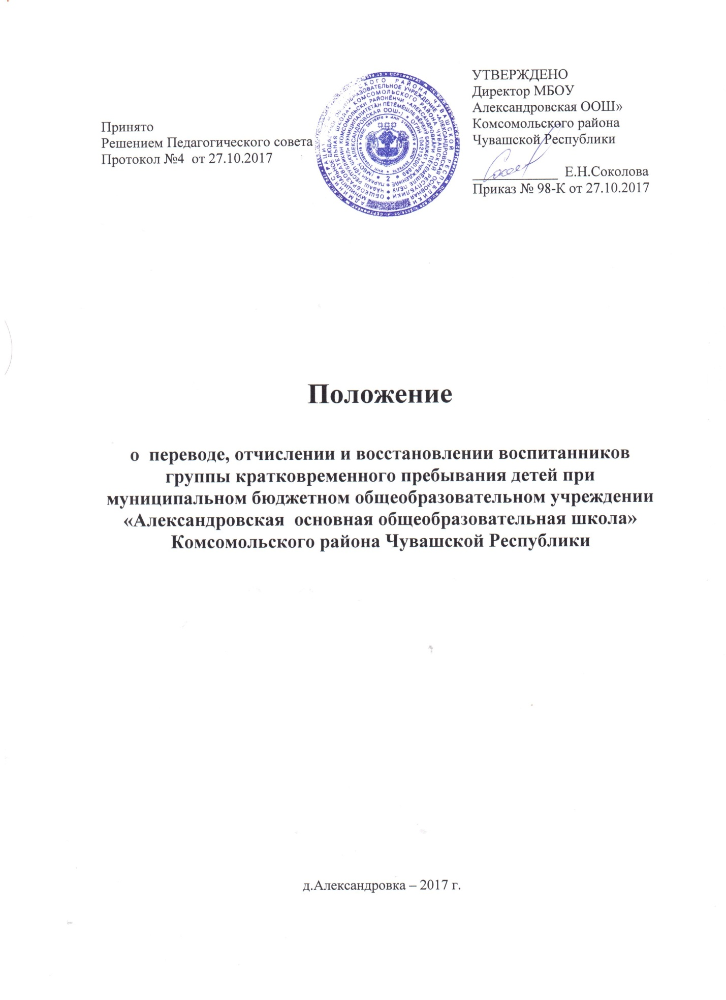 Принято
Решением Педагогического совета
Протокол №4 от 27.10.2017
УТВЕРЖДЕНО
Директор МБОУ
Александровская ООШ»
Комсомольского района
Чувашской Республики
____________ Е.Н.Соколова
Приказ № 98-К от 27.10.2017
Положение
о переводе, отчислении и восстановлении воспитанников
группы кратковременного пребывания детей при
муниципальном бюджетном общеобразовательном учреждении
«Александровская основная общеобразовательная школа»
Комсомольского района Чувашской Республики
д.Александровка – 2017 г.